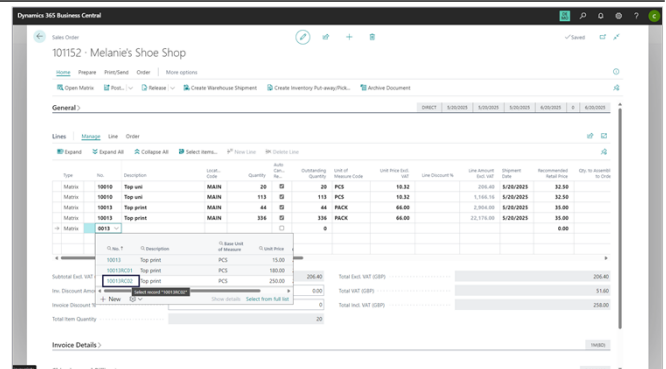 Dynamics 365 Business Central
Sales Order
Saved
101152 · Melanie's Shoe Shop
Home Prepare Print/Send Order More options
Open Matrix Post... Release Create Warehouse Shipment Create Inventory Put-away/Pick... Archive Document
General > DIRECT 5/20/2025 5/20/2025 5/20/2025 6/20/2025 0 6/20/2025
Lines Manage Line Order
Expand Expand All Collapse All Select items... New Line Delete Line
Type No. Description Locat... Code Quantity Auto Outstanding Quantity Unit of Measure Code Unit Price Excl. VAT Line Discount % Line Amount Excl. VAT Shipment Date Recommended Retail Price Qty. to Assemble to Orde
Matrix 10010 Top uni MAIN 20 20 PCS 10.32 206.40 5/20/2025 32.50
Matrix 10010 Top uni MAIN 113 113 PCS 10.32 1,166.16 5/20/2025 32.50
Matrix 10013 Top print MAIN 44 44 PACK 66.00 2,904.00 5/20/2025 35.00
Matrix 10013 Top print MAIN 336 336 PACK 66.00 22,176.00 5/20/2025 35.00
Matrix 0013 0 0.00
No. ↑ Description Base Unit of Measure Unit Price
10013 Top print PCS 15.00
10013RC01 Top print PCS 180.00
10013RC02 Top print PCS 250.00
Select record "10013RC02"
+ New Show details Select from full list
Subtotal Excl. VAT 206.40 Total Excl. VAT (GBP) 206.40
Inv. Discount Amo 0.00 Total VAT (GBP) 51.60
Invoice Discount % 0 Total Incl. VAT (GBP) 258.00
Total Item Quantity 20
Invoice Details >